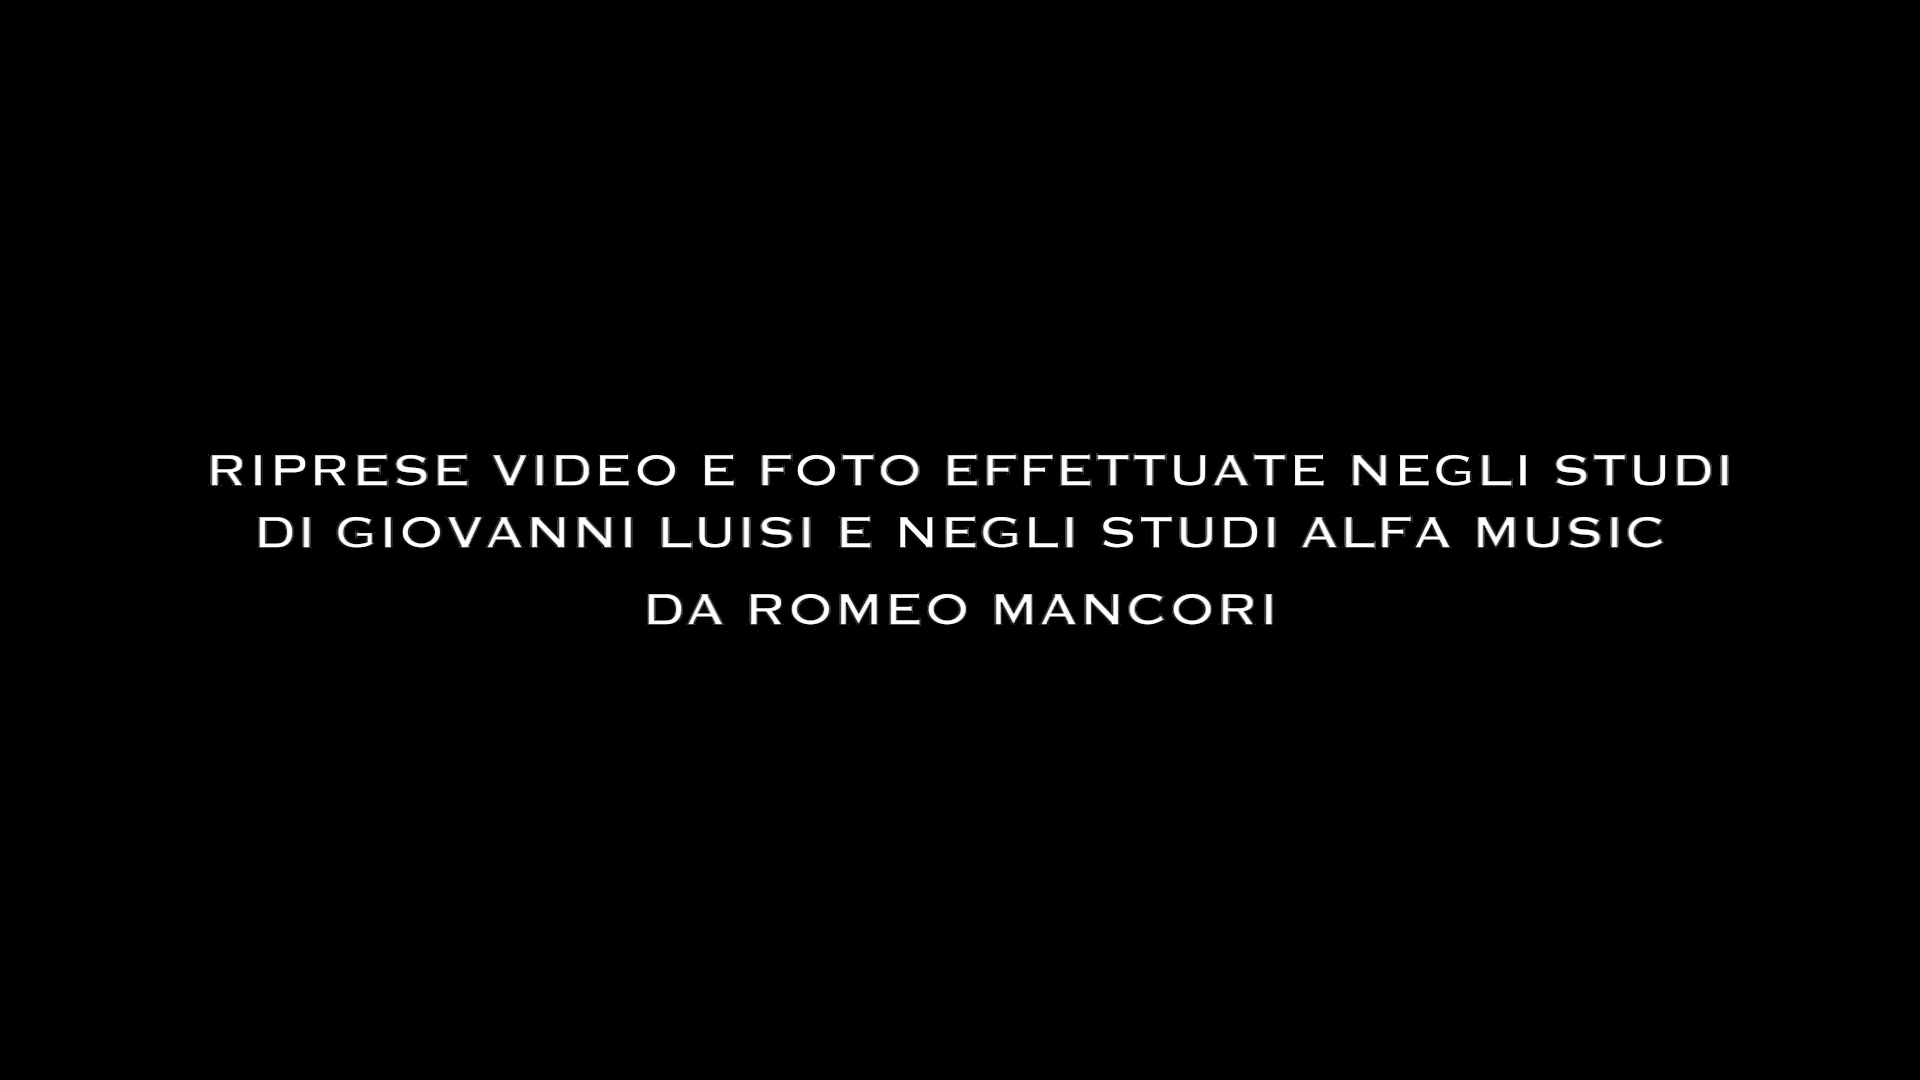 RIPRESE VIDEO E FOTO EFFETTUATE NEGLI STUDI
DI GIOVANNI LUISI E NEGLI STUDI ALFA MUSIC
DA ROMEO MANCORI